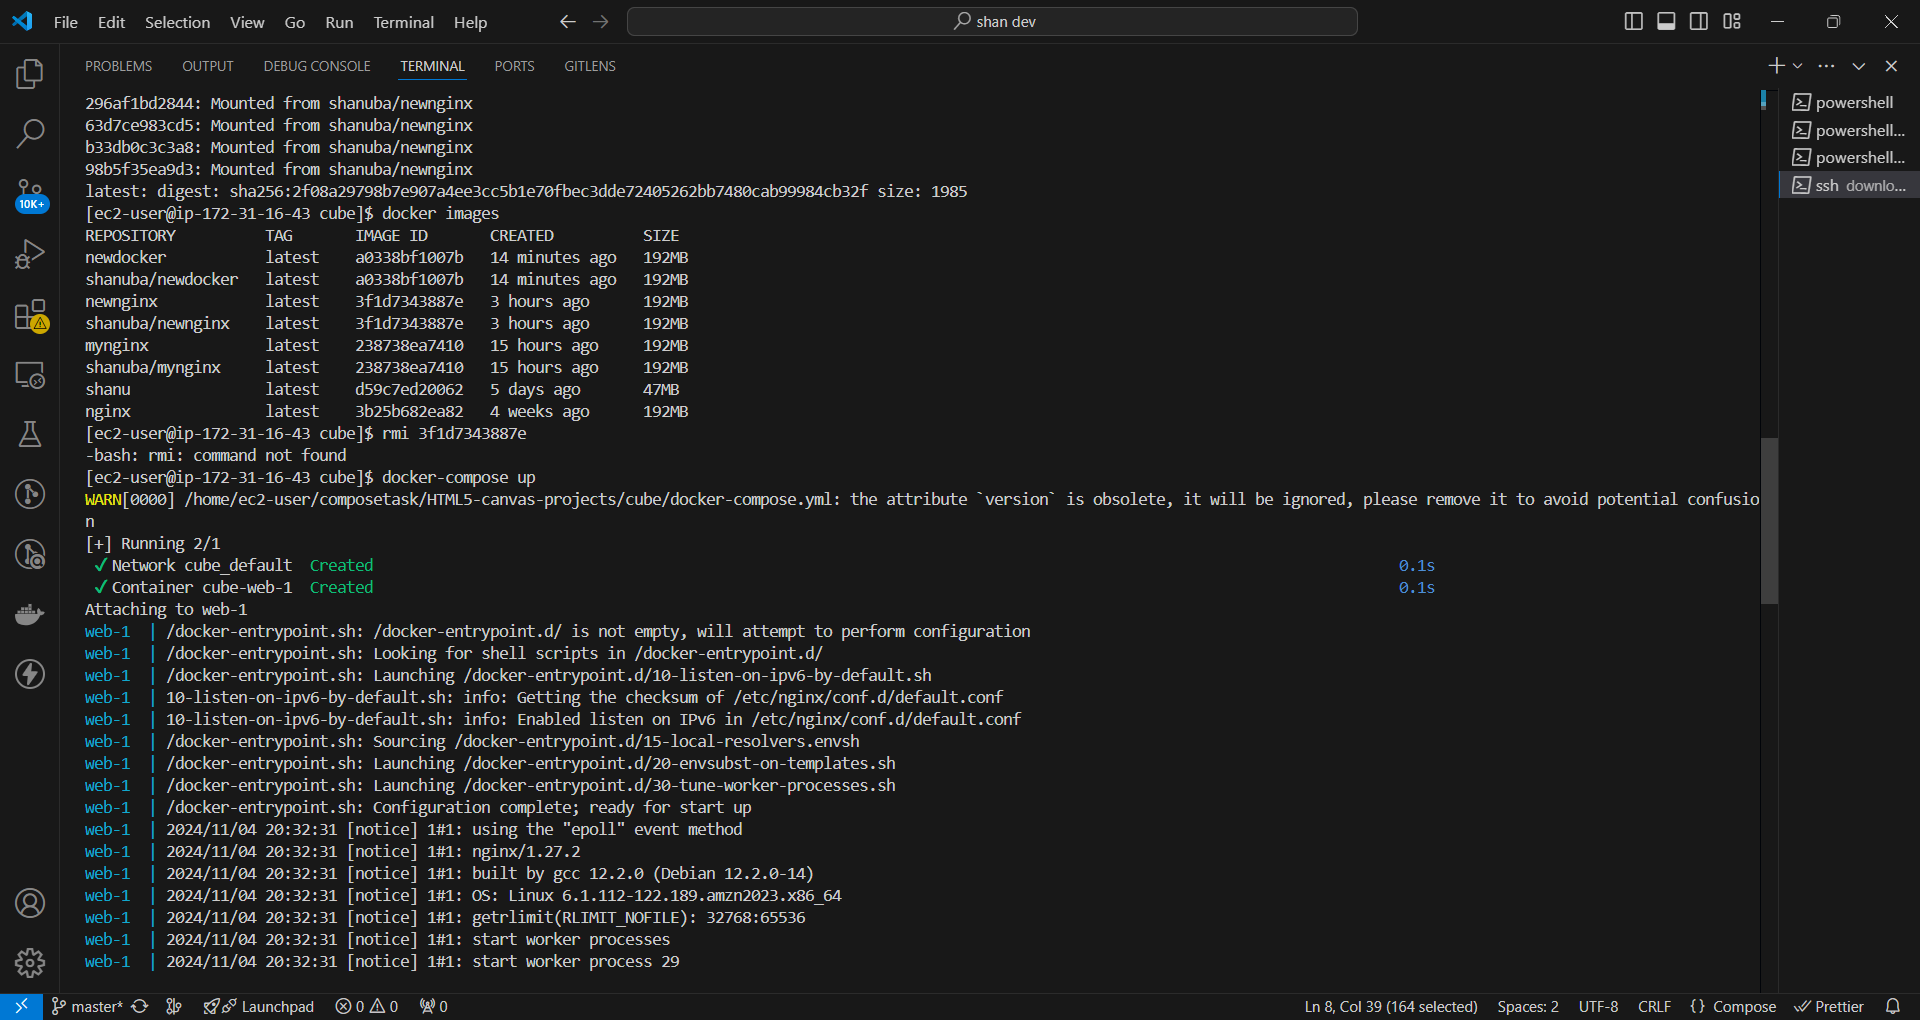 File Edit Selection View Go Run Terminal Help
shan dev
PROBLEMS OUTPUT DEBUG CONSOLE TERMINAL PORTS GITLENS
296af1bd2844: Mounted from shanuba/newnginx
63d7ce983cd5: Mounted from shanuba/newnginx
b33db0c3c3a8: Mounted from shanuba/newnginx
98b5f35ea9d3: Mounted from shanuba/newnginx
latest: digest: sha256:2f08a29798b7e907a4ee3cc5b1e70fbec3dde72405262bb7480cab99984cb32f size: 1985
[ec2-user@ip-172-31-16-43 cube]$ docker images
REPOSITORY TAG IMAGE ID CREATED SIZE
newdocker latest a0338bf1007b 14 minutes ago 192MB
shanuba/newdocker latest a0338bf1007b 14 minutes ago 192MB
newnginx latest 3f1d7343887e 3 hours ago 192MB
shanuba/newnginx latest 3f1d7343887e 3 hours ago 192MB
mynginx latest 238738ea7410 15 hours ago 192MB
shanuba/mynginx latest 238738ea7410 15 hours ago 192MB
shanu latest d59c7ed20062 5 days ago 47MB
nginx latest 3b25b682ea82 4 weeks ago 192MB
[ec2-user@ip-172-31-16-43 cube]$ rmi 3f1d7343887e
-bash: rmi: command not found
[ec2-user@ip-172-31-16-43 cube]$ docker-compose up
WARN[0000] /home/ec2-user/composetask/HTML5-canvas-projects/cube/docker-compose.yml: the attribute `version` is obsolete, it will be ignored, please remove it to avoid potential confusio
n
[+] Running 2/1
✓ Network cube_default Created 0.1s
✓ Container cube-web-1 Created 0.1s
Attaching to web-1
web-1 | /docker-entrypoint.sh: /docker-entrypoint.d/ is not empty, will attempt to perform configuration
web-1 | /docker-entrypoint.sh: Looking for shell scripts in /docker-entrypoint.d/
web-1 | /docker-entrypoint.sh: Launching /docker-entrypoint.d/10-listen-on-ipv6-by-default.sh
web-1 | 10-listen-on-ipv6-by-default.sh: info: Getting the checksum of /etc/nginx/conf.d/default.conf
web-1 | 10-listen-on-ipv6-by-default.sh: info: Enabled listen on IPv6 in /etc/nginx/conf.d/default.conf
web-1 | /docker-entrypoint.sh: Sourcing /docker-entrypoint.d/15-local-resolvers.envsh
web-1 | /docker-entrypoint.sh: Launching /docker-entrypoint.d/20-envsubst-on-templates.sh
web-1 | /docker-entrypoint.sh: Launching /docker-entrypoint.d/30-tune-worker-processes.sh
web-1 | /docker-entrypoint.sh: Configuration complete; ready for start up
web-1 | 2024/11/04 20:32:31 [notice] 1#1: using the "epoll" event method
web-1 | 2024/11/04 20:32:31 [notice] 1#1: nginx/1.27.2
web-1 | 2024/11/04 20:32:31 [notice] 1#1: built by gcc 12.2.0 (Debian 12.2.0-14)
web-1 | 2024/11/04 20:32:31 [notice] 1#1: OS: Linux 6.1.112-122.189.amzn2023.x86_64
web-1 | 2024/11/04 20:32:31 [notice] 1#1: getrlimit(RLIMIT_NOFILE): 32768:65536
web-1 | 2024/11/04 20:32:31 [notice] 1#1: start worker processes
web-1 | 2024/11/04 20:32:31 [notice] 1#1: start worker process 29
powershell
powershell...
powershell...
ssh downlo...
10K+
master* Launchpad 0 0 0
Ln 8, Col 39 (164 selected) Spaces: 2 UTF-8 CRLF {} Compose Prettier